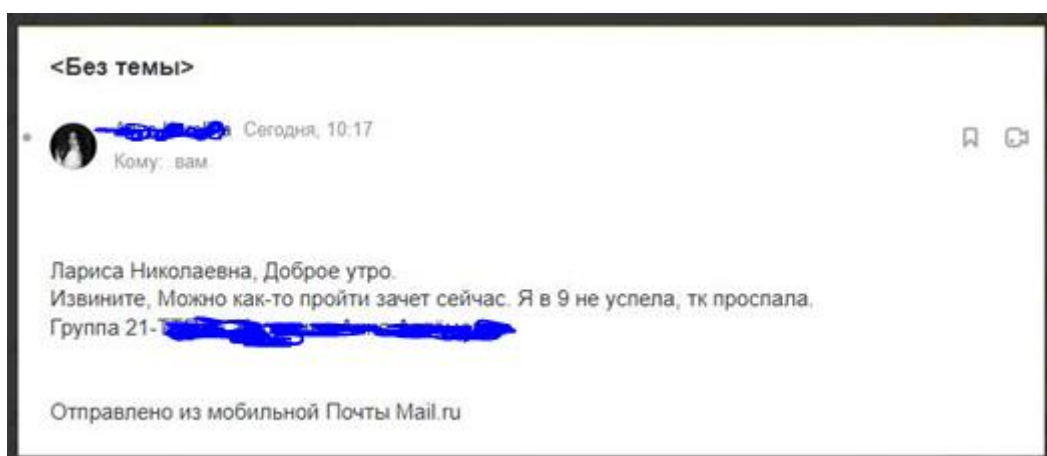 <Без темы>
Сегодня, 10:17
Кому: вам
Лариса Николаевна, Доброе утро.
Извините, Можно как-то пройти зачет сейчас. Я в 9 не успела, тк проспала.
Группа 21-
Отправлено из мобильной Почты Mail.ru